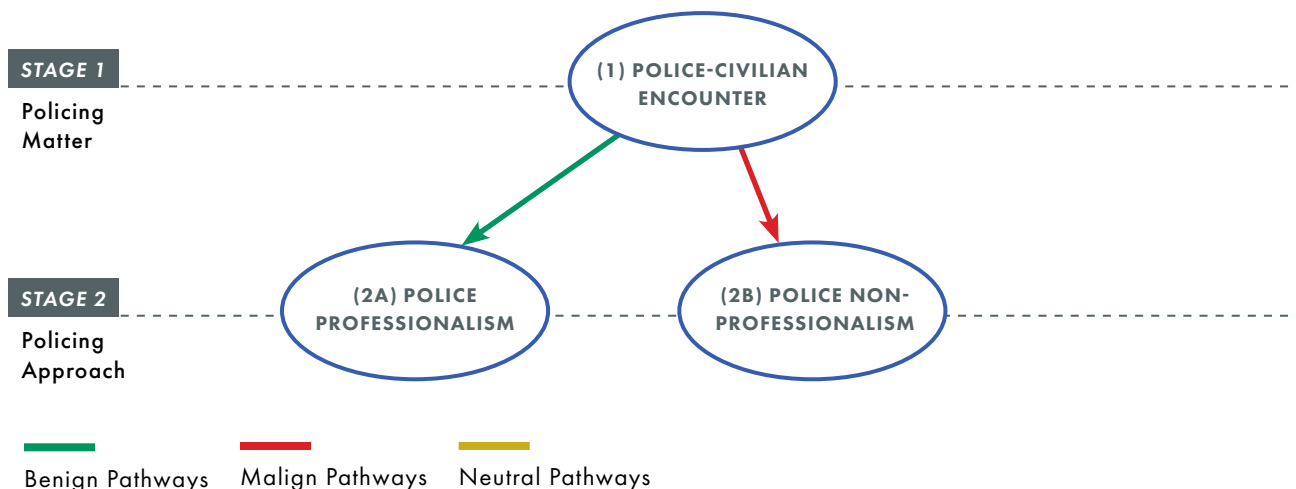 STAGE 1
Policing
Matter
(1) POLICE-CIVILIAN
ENCOUNTER
STAGE 2
Policing
Approach
(2A) POLICE
PROFESSIONALISM
(2B) POLICE NON-
PROFESSIONALISM
Benign Pathways
Malign Pathways
Neutral Pathways